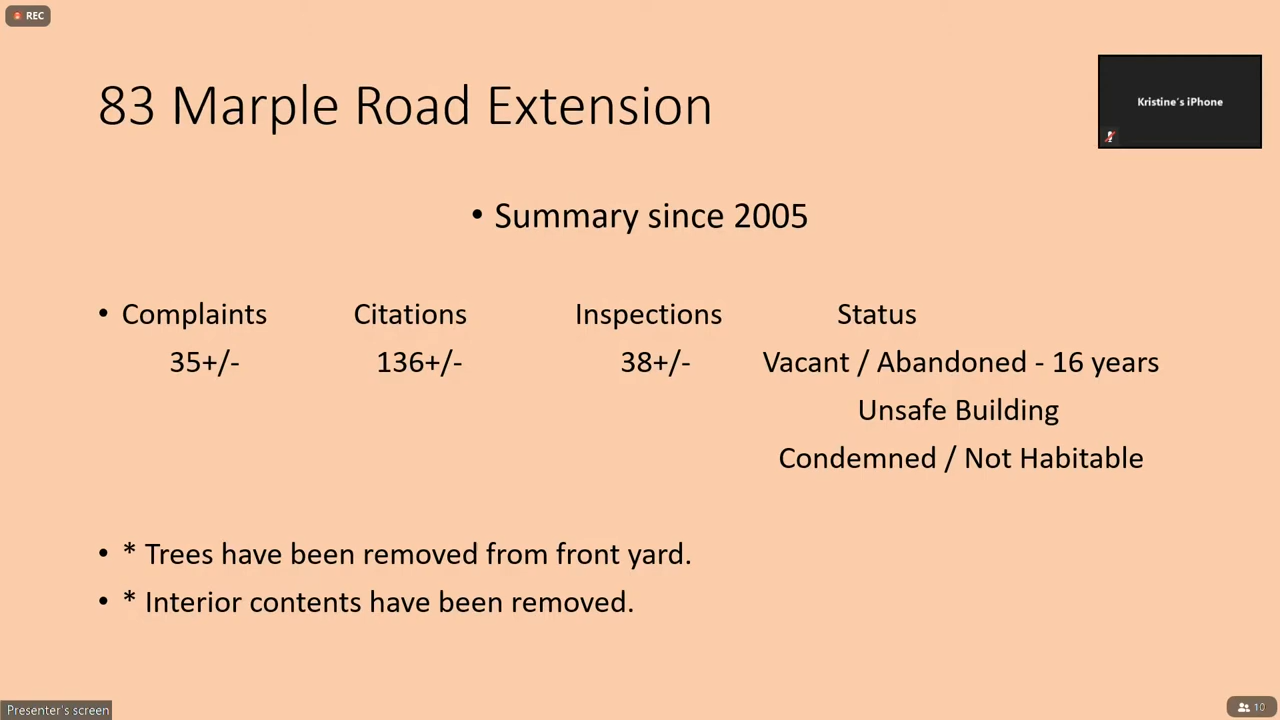 REC
83 Marple Road Extension
Kristine's iPhone
• Summary since 2005
• Complaints Citations Inspections Status
35+/- 136+/- 38+/- Vacant / Abandoned - 16 years
Unsafe Building
Condemned / Not Habitable
• * Trees have been removed from front yard.
• * Interior contents have been removed.
Presenter's screen
10